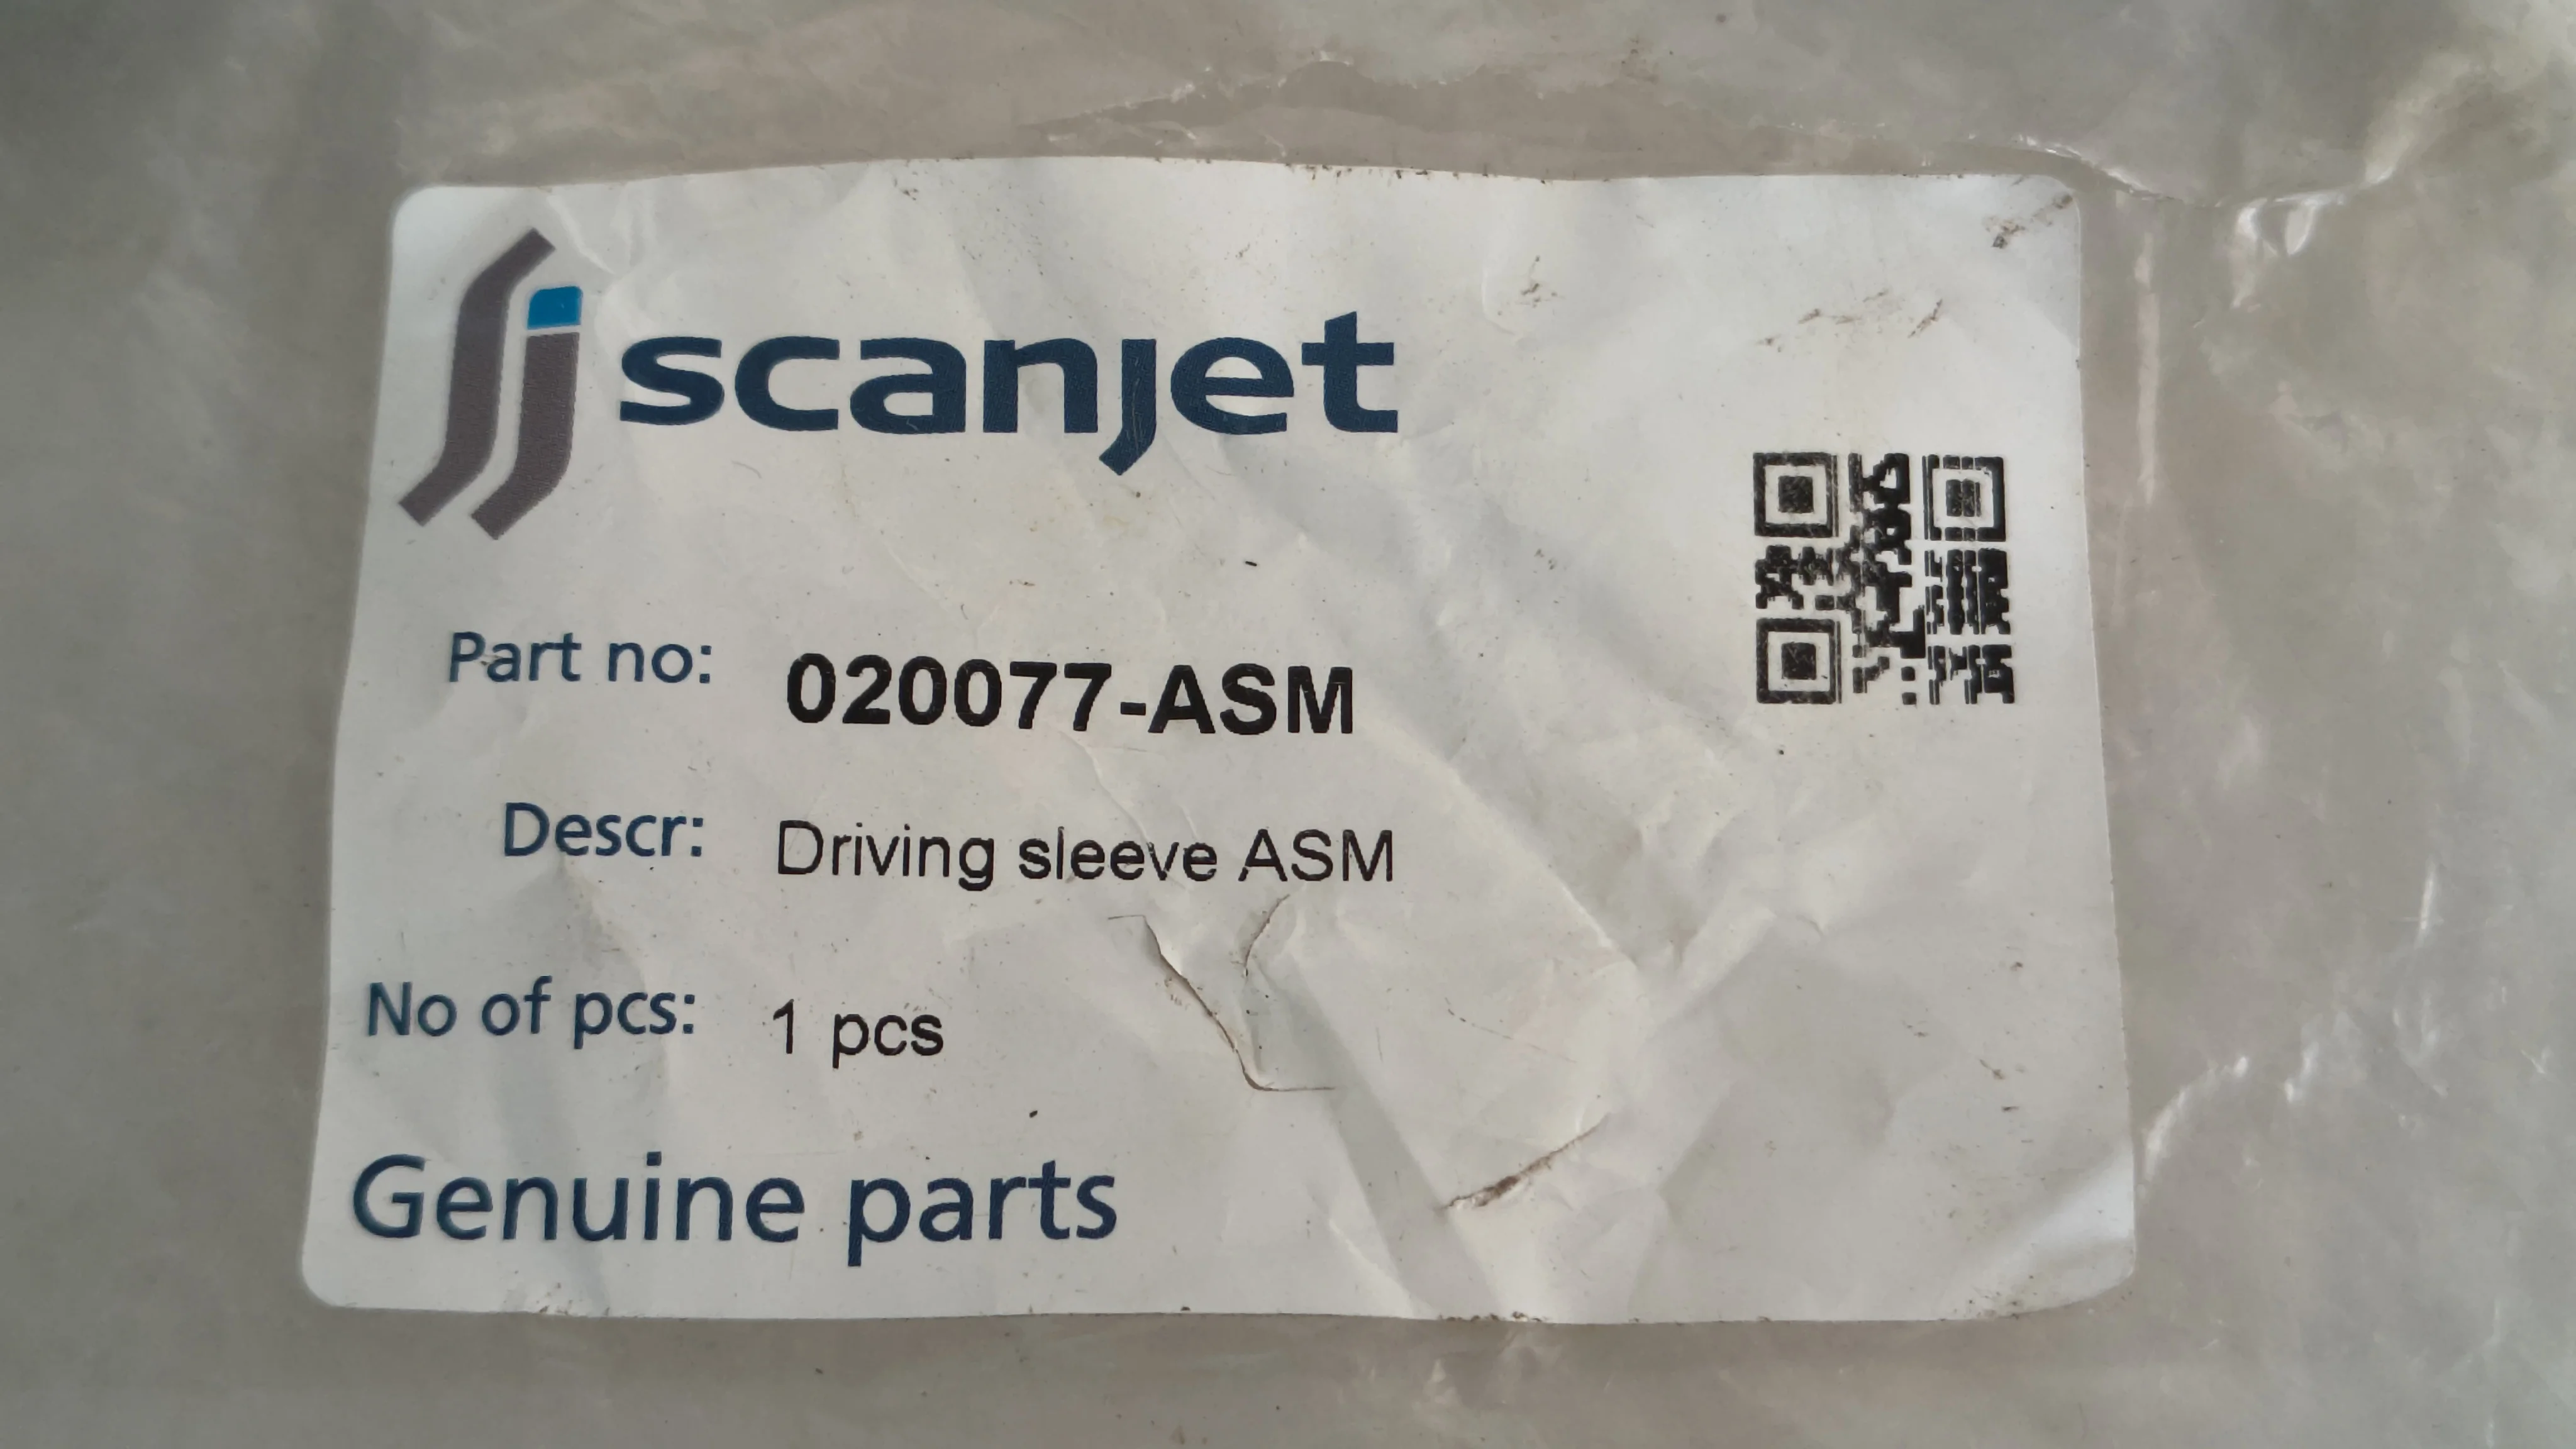 scanjet
Part no: 020077-ASM
Descr: Driving sleeve ASM
No of pcs: 1 pcs
Genuine parts